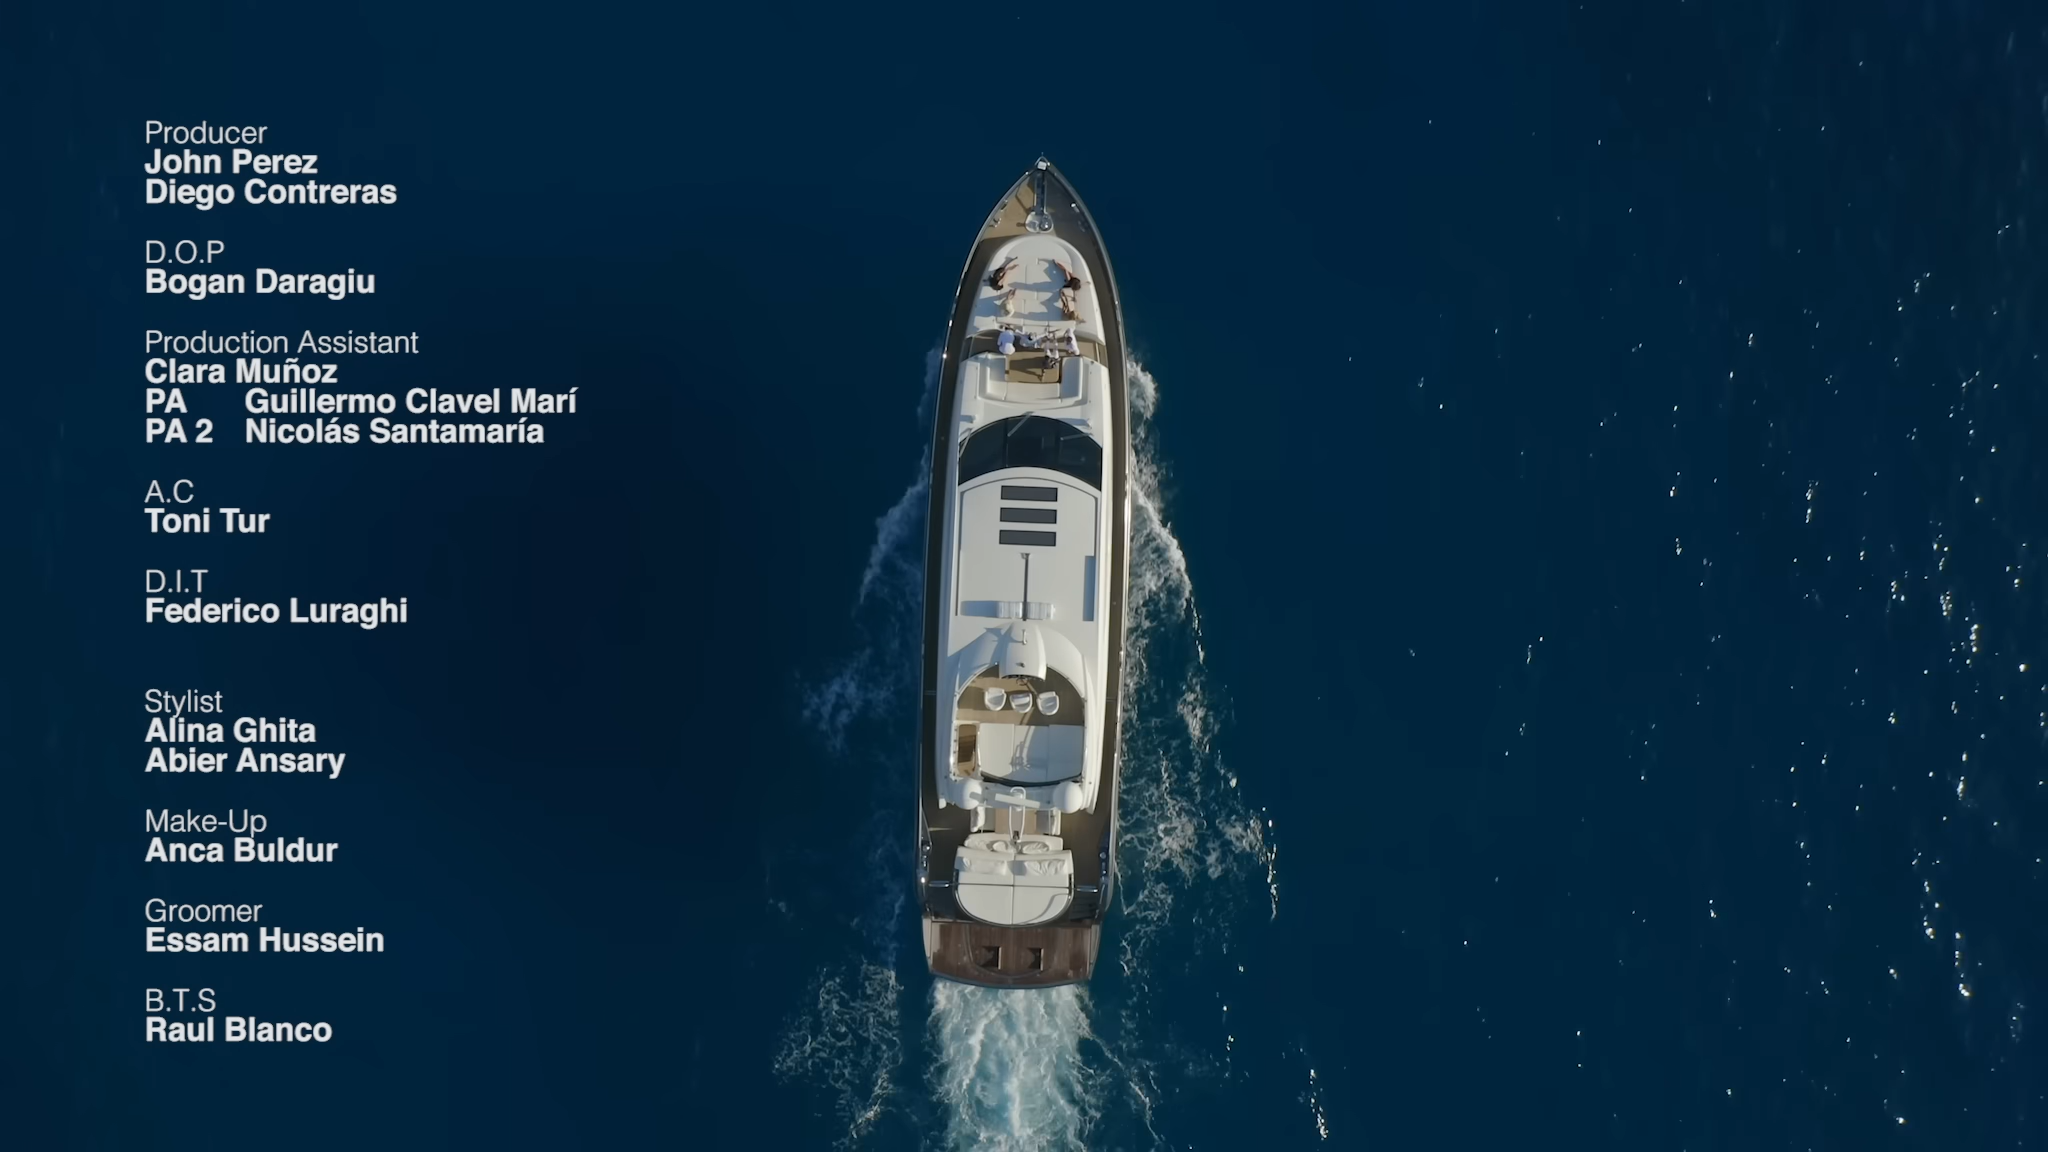 Producer
John Perez
Diego Contreras
D.O.P
Bogan Daragiu
Production Assistant
Clara Muñoz
PA Guillermo Clavel Marí
PA 2 Nicolás Santamaría
A.C
Toni Tur
D.I.T
Federico Luraghi
Stylist
Alina Ghita
Abier Ansary
Make-Up
Anca Buldur
Groomer
Essam Hussein
B.T.S
Raul Blanco